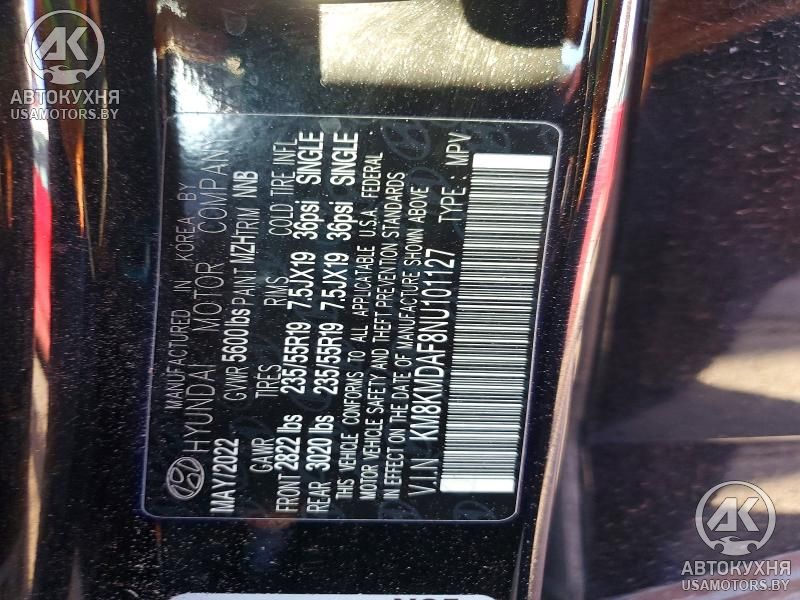 АВТОКУХНЯ
USAMOTORS.BY
MANUFACTURED IN KOREA BY
HYUNDAI MOTOR COMPANY
MAY/2022 GVWR 5600 lbs PAINT MZH TRIM NNB
GAWR TIRES RIMS COLD TIRE INFL
FRONT 2822 lbs 235/55R19 7.5JX19 36psi SINGLE
REAR 3020 lbs 235/55R19 7.5JX19 36psi SINGLE
THIS VEHICLE CONFORMS TO ALL APPLICABLE U.S.A. FEDERAL
MOTOR VEHICLE SAFETY AND THEFT PREVENTION STANDARDS
IN EFFECT ON THE DATE OF MANUFACTURE SHOWN ABOVE
V.I.N : KM8KMDAF8NU101127 TYPE : MPV
АВТОКУХНЯ
USAMOTORS.BY